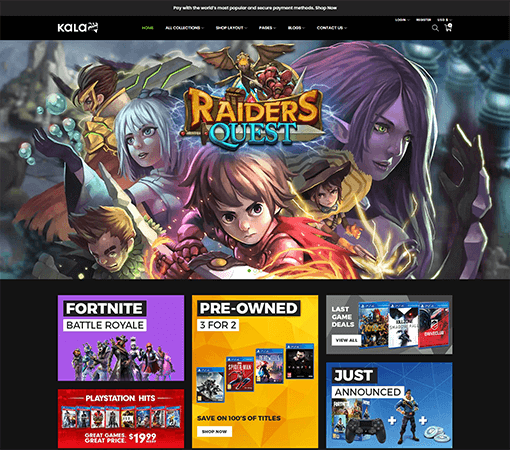 Pay with the world's most popular and secure payment methods. Shop Now
LOGIN REGISTER USD $
KALA
HOME ALL COLLECTIONS SHOP LAYOUT PAGES BLOGS CONTACT US
RAIDERS
QUEST
FORTNITE
BATTLE ROYALE
PLAYSTATION HITS
GREAT GAMES.
GREAT PRICE.
$19.99
PRE-OWNED
3 FOR 2
SAVE ON 100'S OF TITLES
SHOP NOW
LAST
GAME
DEALS
VIEW ALL
JUST
ANNOUNCED